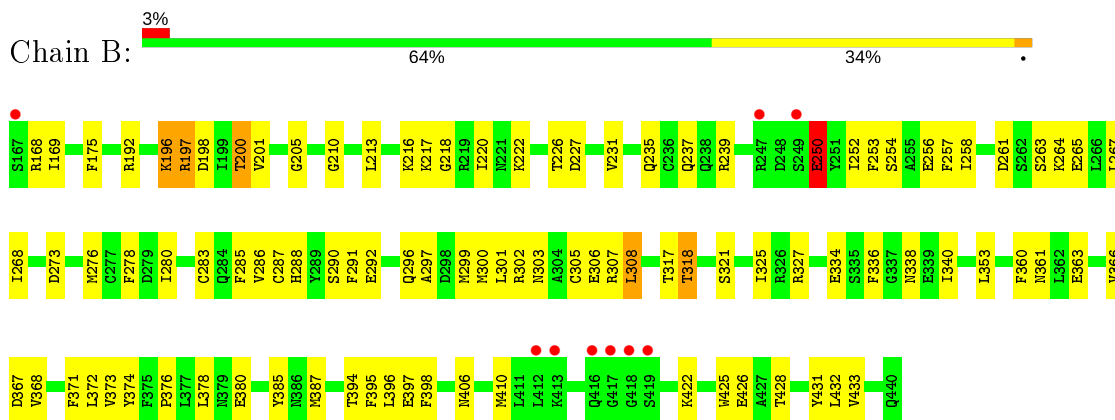 3%
Chain B:
64% 34% •
S167 R168 I169 F175 R192 K196 R197 D198 I199 T200 V201 G205 G210 L213 K216 K217 G218 R219 I220 N221 K222 T226 D227 V231 Q235 C236 Q237 Q238 R239 R247 D248 S249 E250 Y251 I252 F253 S254 A255 E256 F257 I258 D261 S262 S263 K264 E265 L266
I268 D273 M276 C277 F278 D279 I280 C283 Q284 F285 V286 C287 H288 Y289 S290 F291 E292 Q296 A297 D298 M299 M300 L301 R302 N303 A304 C305 E306 R307 L308 T317 T318 S321 I325 R326 R327 E334 S335 F336 G337 N338 E339 I340 L353 F360 N361 L362 E363
D367 V368 F371 L372 V373 Y374 F375 P376 L377 L378 N379 E380 Y385 N386 M387 T394 F395 L396 E397 F398 N406 M410 L411 L412 K413 Q416 G417 G418 S419 K422 W425 E426 A427 T428 Y431 L432 V433 Q440